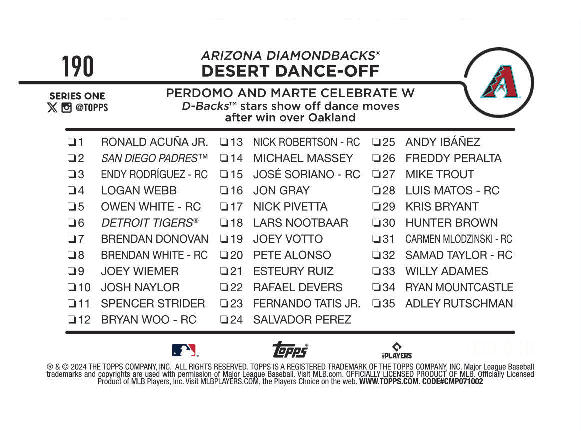 190
ARIZONA DIAMONDBACKS®
DESERT DANCE-OFF
SERIES ONE
@TOPPS
PERDOMO AND MARTE CELEBRATE W
D-Backs™ stars show off dance moves
after win over Oakland
❏1 RONALD ACUÑA JR.
❏2 SAN DIEGO PADRES™
❏3 ENDY RODRÍGUEZ - RC
❏4 LOGAN WEBB
❏5 OWEN WHITE - RC
❏6 DETROIT TIGERS®
❏7 BRENDAN DONOVAN
❏8 BRENDAN WHITE - RC
❏9 JOEY WIEMER
❏10 JOSH NAYLOR
❏11 SPENCER STRIDER
❏12 BRYAN WOO - RC
❏13 NICK ROBERTSON - RC
❏14 MICHAEL MASSEY
❏15 JOSÉ SORIANO - RC
❏16 JON GRAY
❏17 NICK PIVETTA
❏18 LARS NOOTBAAR
❏19 JOEY VOTTO
❏20 PETE ALONSO
❏21 ESTEURY RUIZ
❏22 RAFAEL DEVERS
❏23 FERNANDO TATIS JR.
❏24 SALVADOR PEREZ
❏25 ANDY IBÁÑEZ
❏26 FREDDY PERALTA
❏27 MIKE TROUT
❏28 LUIS MATOS - RC
❏29 KRIS BRYANT
❏30 HUNTER BROWN
❏31 CARMEN MLODZINSKI - RC
❏32 SAMAD TAYLOR - RC
❏33 WILLY ADAMES
❏34 RYAN MOUNTCASTLE
❏35 ADLEY RUTSCHMAN
Topps
PLAYERS
® & © 2024 THE TOPPS COMPANY, INC. ALL RIGHTS RESERVED. TOPPS IS A REGISTERED TRADEMARK OF THE TOPPS COMPANY, INC. Major League Baseball
trademarks and copyrights are used with permission of Major League Baseball. Visit MLB.com. OFFICIALLY LICENSED PRODUCT OF MLB. Officially Licensed
Product of MLB Players, Inc. Visit MLBPLAYERS.COM, the Players Choice on the web. WWW.TOPPS.COM. CODE#CMP071002